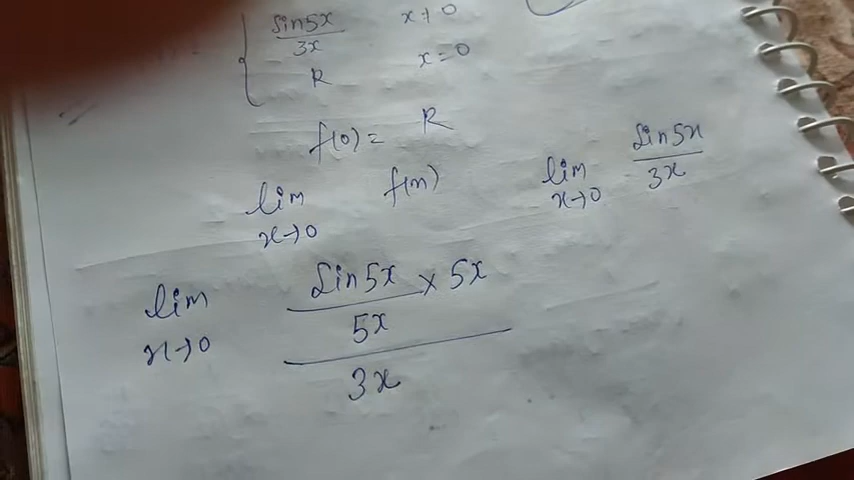 sin5x x≠0
3x
R x=0
f(0) = R
lim f(x) lim sin5x
x→0 x→0 3x
lim sin5x × 5x
x→0 5x
3x